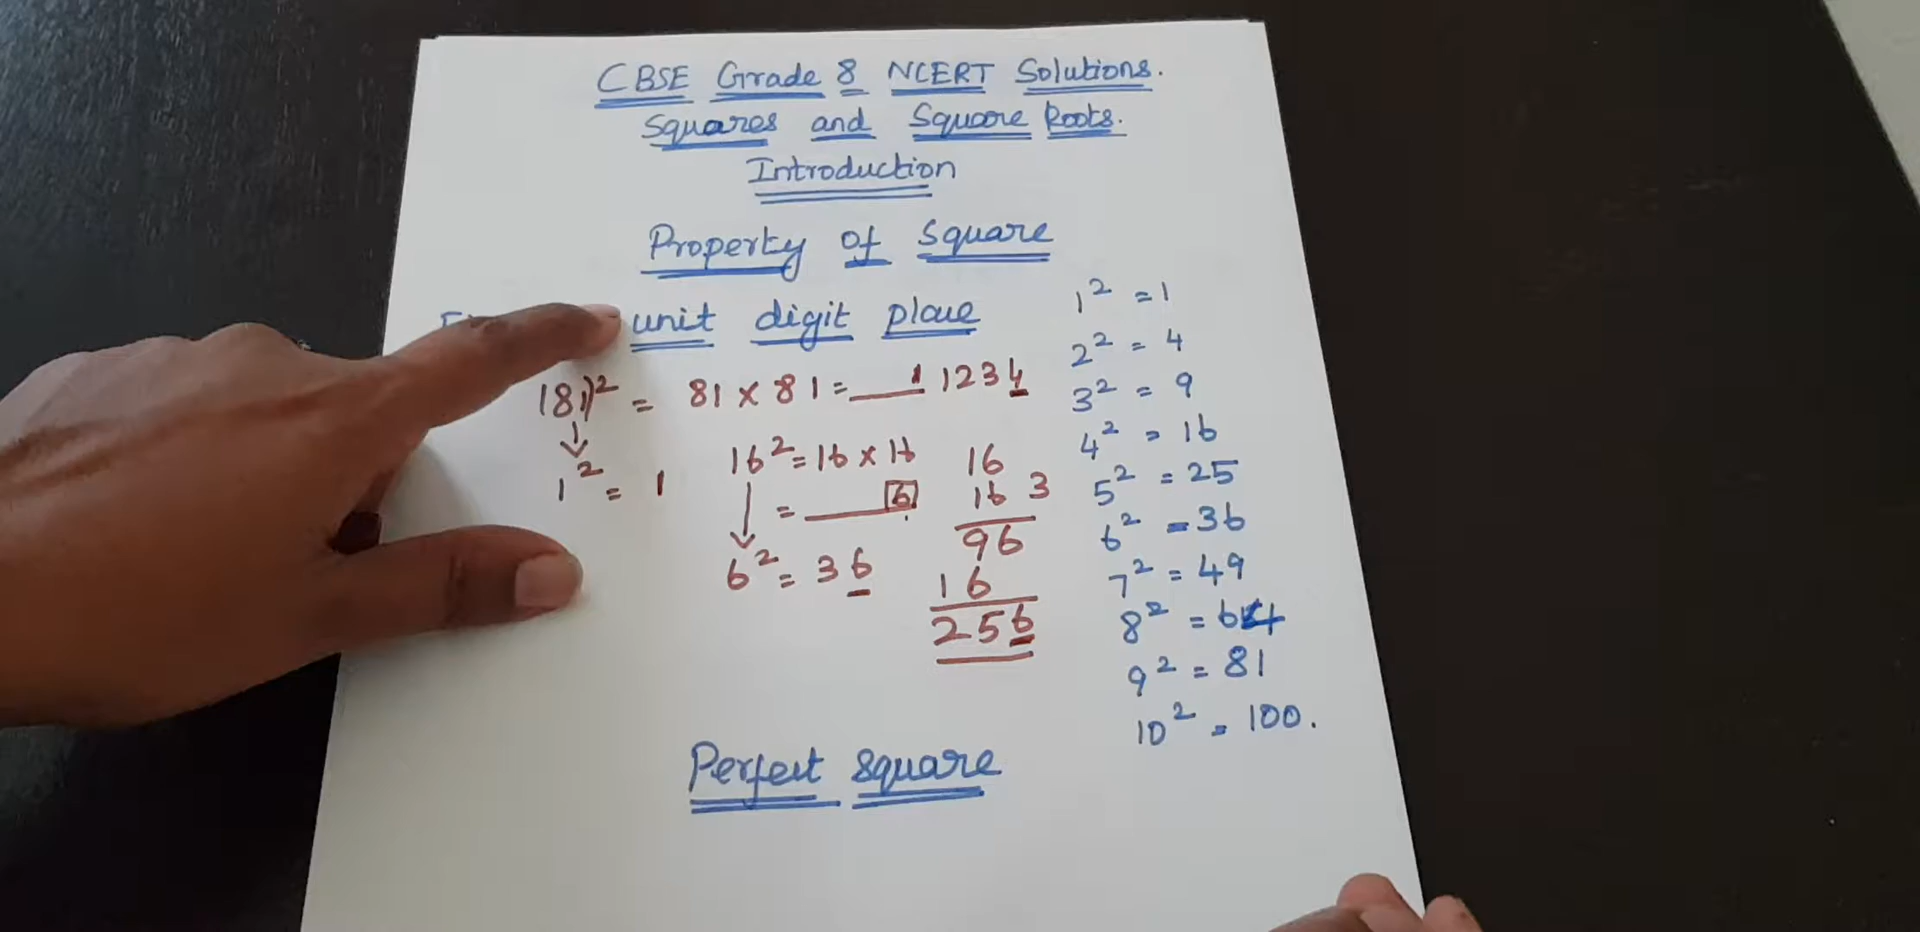 CBSE Grade 8 NCERT Solutions.
Squares and Square Roots.
Introduction
Property of square
unit digit place
(81)² = 81 × 81 = ____1 1234
1² = 1
16² = 16 × 16
= ____6
6² = 36
16
16 3
96
16
256
1² = 1
2² = 4
3² = 9
4² = 16
5² = 25
6² = 36
7² = 49
8² = 64
9² = 81
10² = 100.
Perfect square